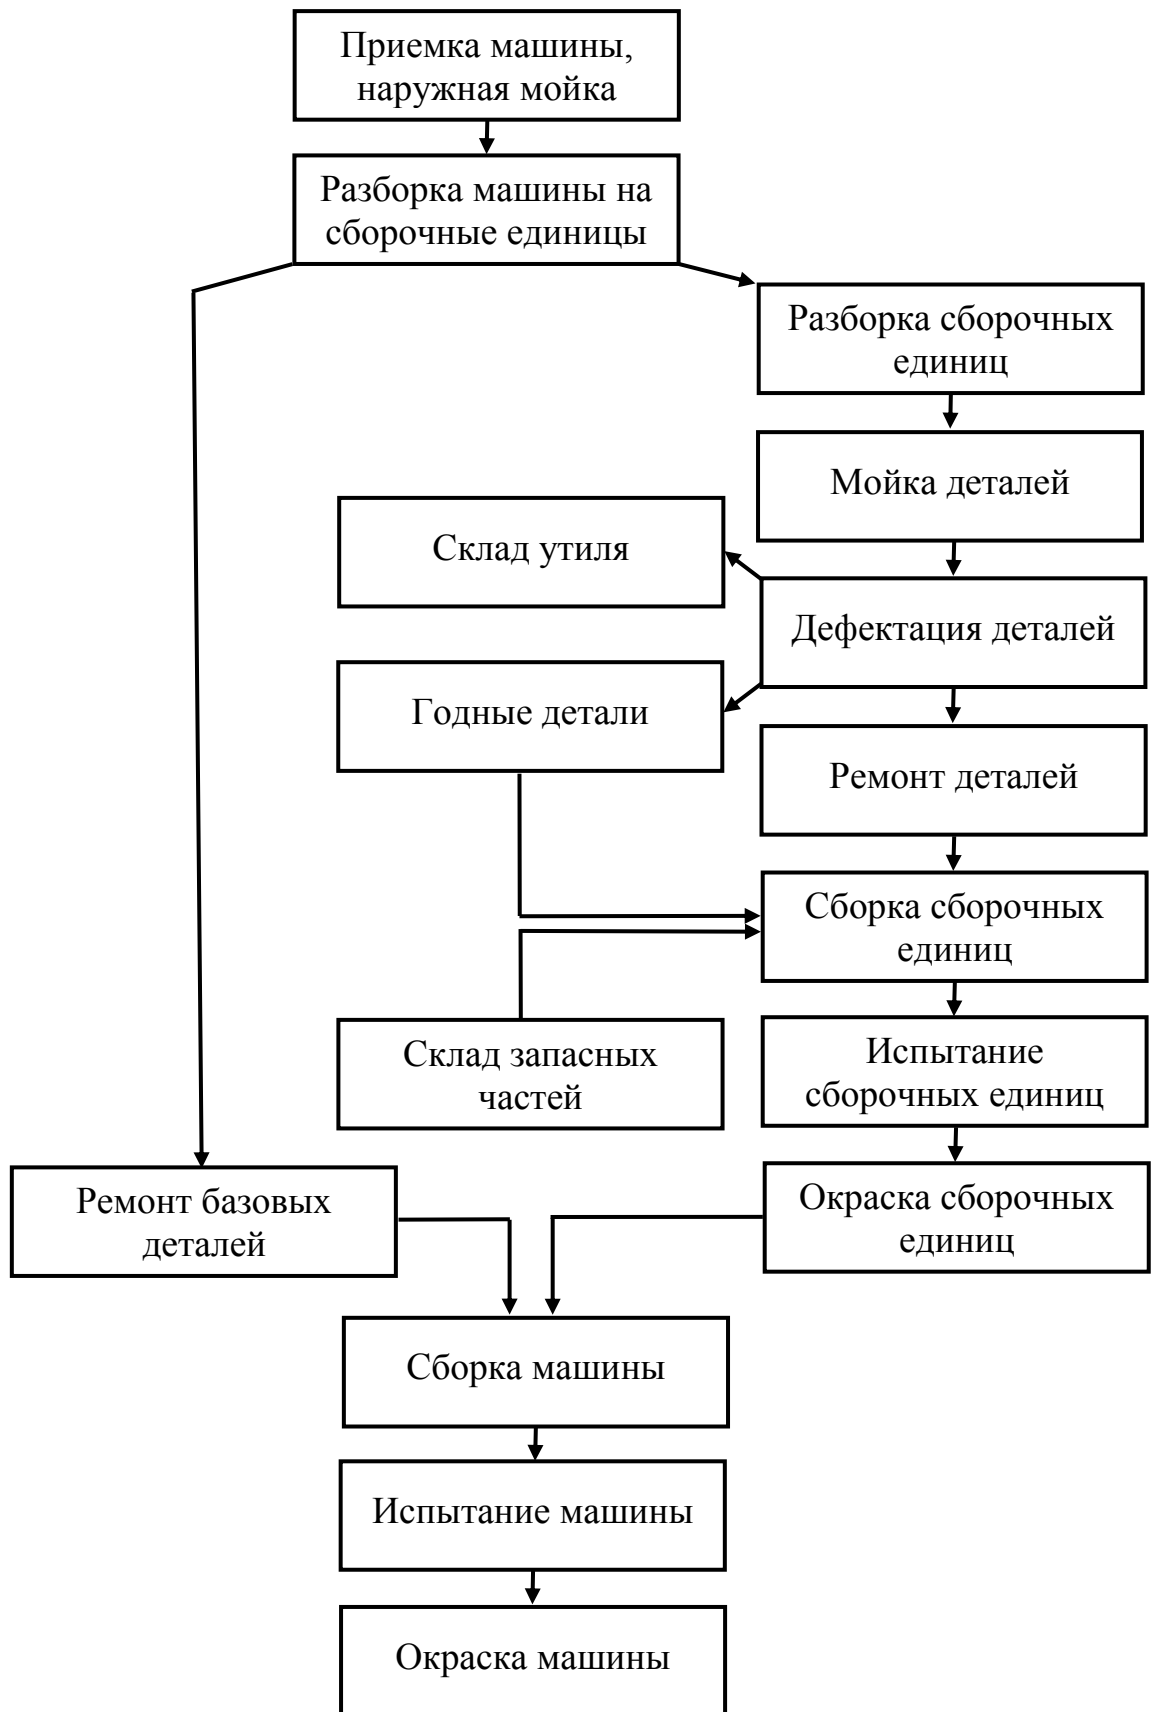 Приемка машины,
наружная мойка
Разборка машины на
сборочные единицы
Разборка сборочных
единиц
Мойка деталей
Склад утиля
Дефектация деталей
Годные детали
Ремонт деталей
Сборка сборочных
единиц
Склад запасных
частей
Испытание
сборочных единиц
Ремонт базовых
деталей
Окраска сборочных
единиц
Сборка машины
Испытание машины
Окраска машины